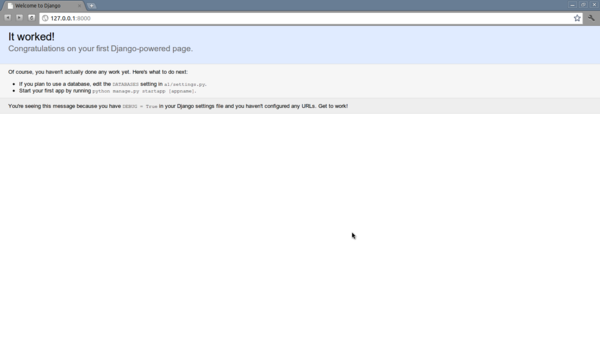 Welcome to Django
127.0.0.1:8000
It worked!
Congratulations on your first Django-powered page.
Of course, you haven't actually done any work yet. Here's what to do next:
If you plan to use a database, edit the DATABASES setting in a1/settings.py.
Start your first app by running python manage.py startapp [appname].
You're seeing this message because you have DEBUG = True in your Django settings file and you haven't configured any URLs. Get to work!